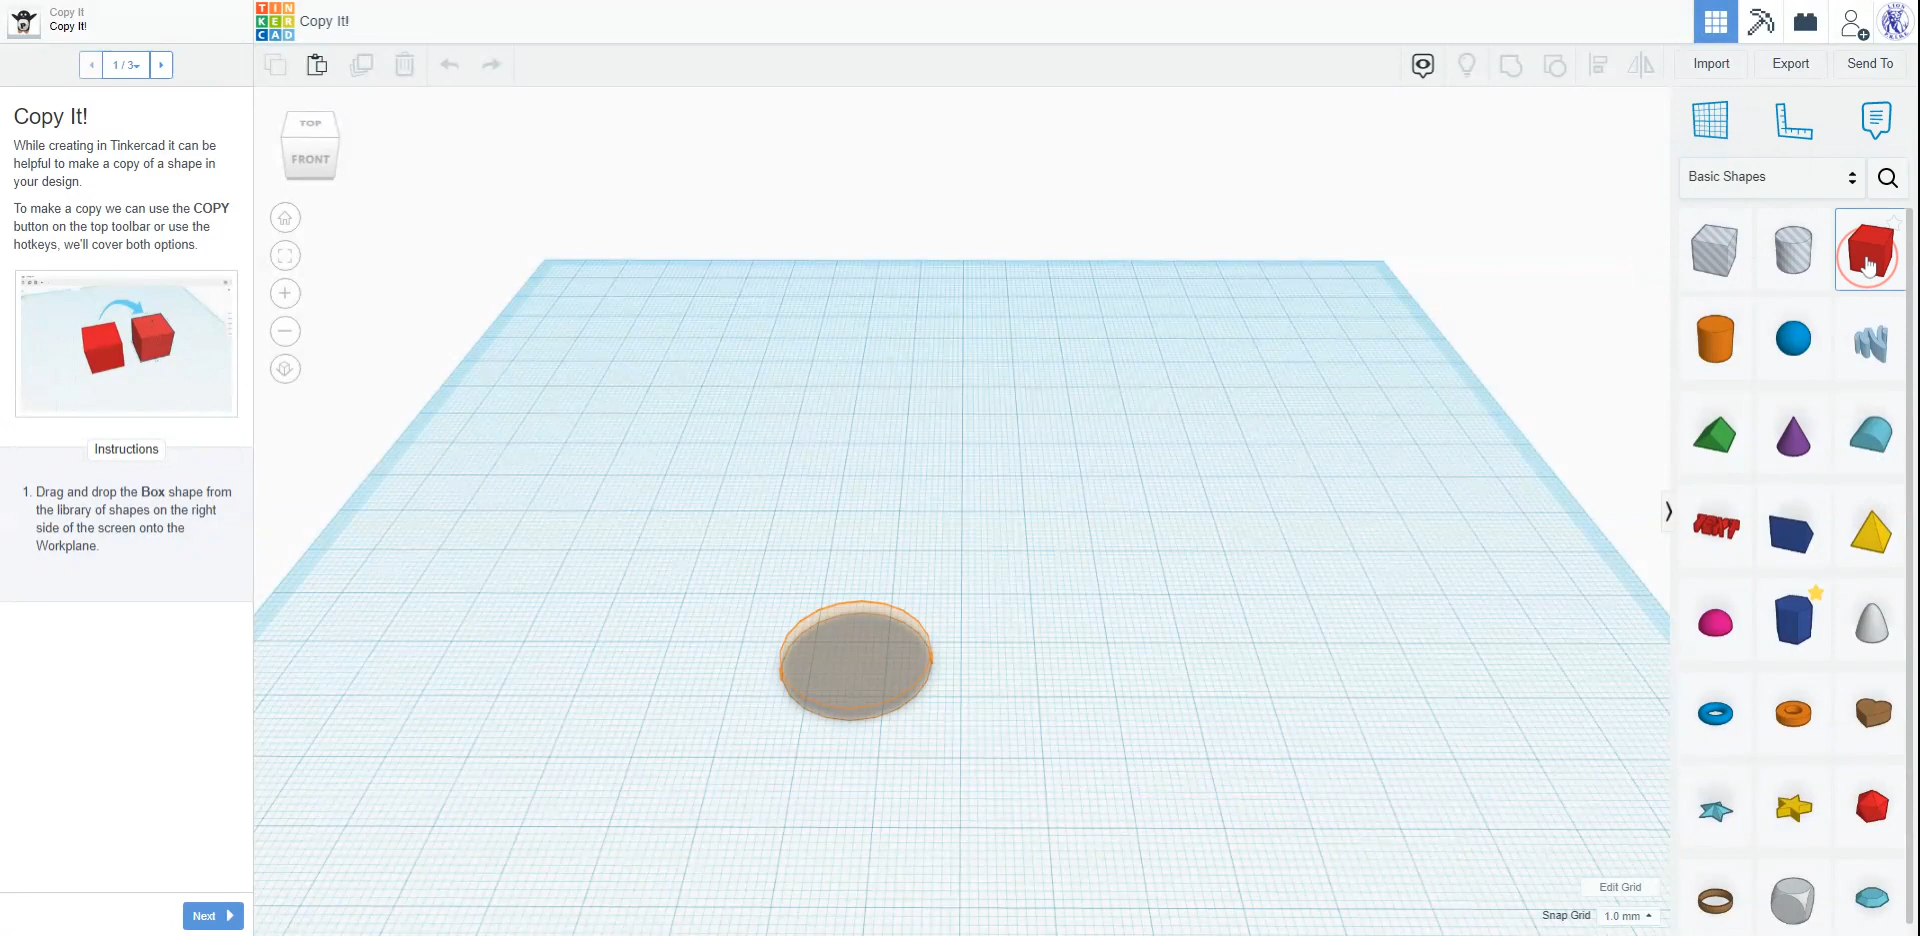 Copy It
Copy It!
TIN
KER
CAD
Copy It!
1 / 3
Import
Export
Send To
Copy It!
While creating in Tinkercad it can be
helpful to make a copy of a shape in
your design.
To make a copy we can use the COPY
button on the top toolbar or use the
hotkeys, we'll cover both options.
Instructions
1. Drag and drop the Box shape from
the library of shapes on the right
side of the screen onto the
Workplane.
Next
TOP
FRONT
Basic Shapes
TEXT
Edit Grid
Snap Grid 1.0 mm